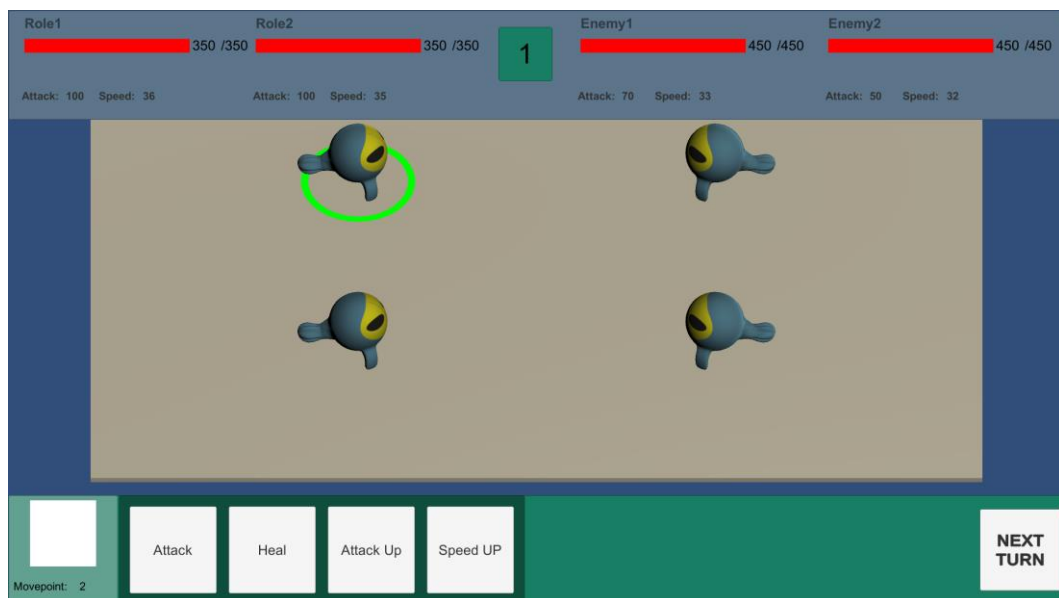 Role1
350 /350
Attack: 100 Speed: 36
Role2
350 /350
Attack: 100 Speed: 35
1
Enemy1
450 /450
Attack: 70 Speed: 33
Enemy2
450 /450
Attack: 50 Speed: 32
Movepoint: 2
Attack
Heal
Attack Up
Speed UP
NEXT
TURN